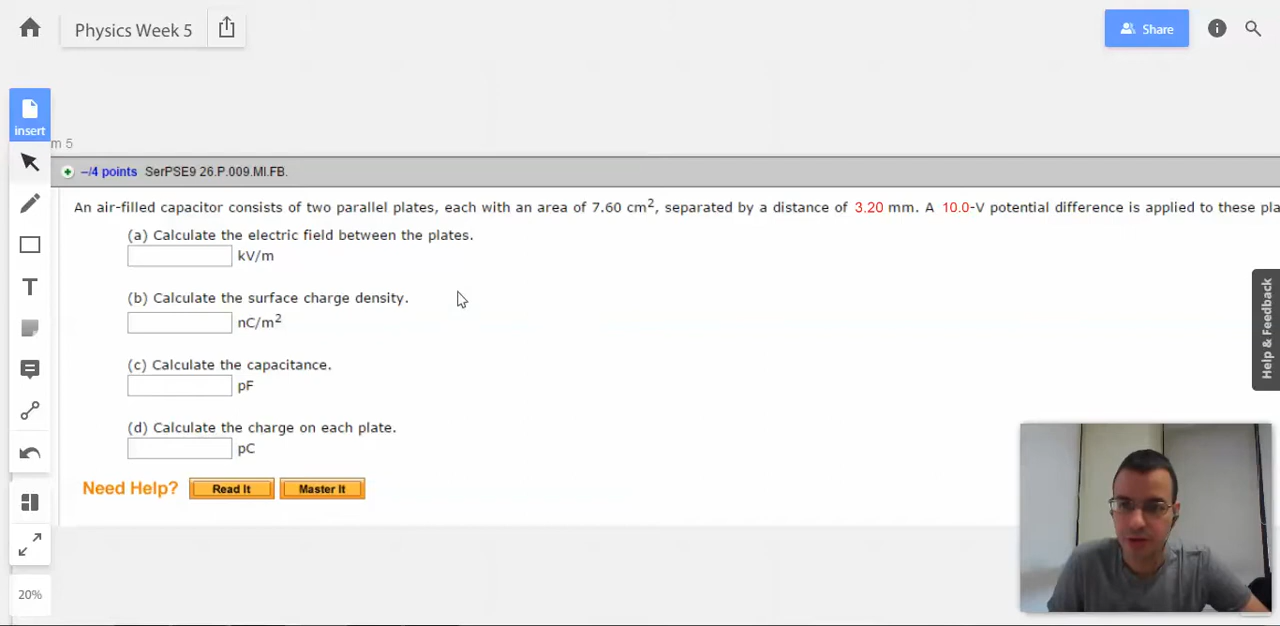 Physics Week 5
Share
insert
m 5
–/4 points SerPSE9 26.P.009.MI.FB.
An air-filled capacitor consists of two parallel plates, each with an area of 7.60 cm², separated by a distance of 3.20 mm. A 10.0-V potential difference is applied to these pla
(a) Calculate the electric field between the plates.
kV/m
(b) Calculate the surface charge density.
nC/m²
(c) Calculate the capacitance.
pF
(d) Calculate the charge on each plate.
pC
Need Help? Read It Master It
Help & Feedback
T
20%